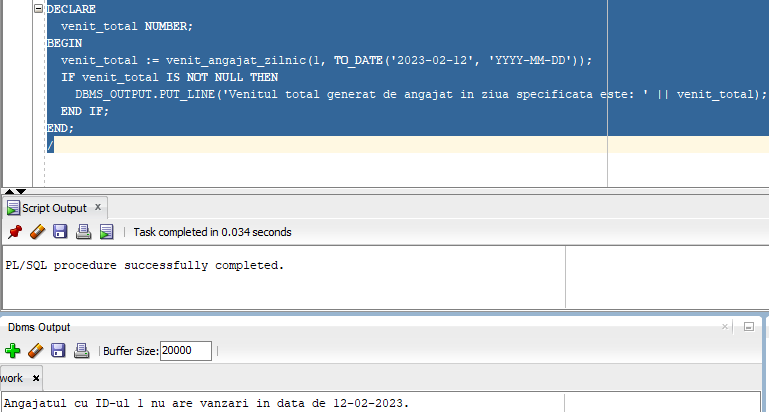 DECLARE
venit_total NUMBER;
BEGIN
venit_total := venit_angajat_zilnic(1, TO_DATE('2023-02-12', 'YYYY-MM-DD'));
IF venit_total IS NOT NULL THEN
DBMS_OUTPUT.PUT_LINE('Venitul total generat de angajat in ziua specificata este: ' || venit_total);
END IF;
END;
/
Script Output x
Task completed in 0.034 seconds
PL/SQL procedure successfully completed.
Dbms Output
Buffer Size: 20000
work x
Angajatul cu ID-ul 1 nu are vanzari in data de 12-02-2023.